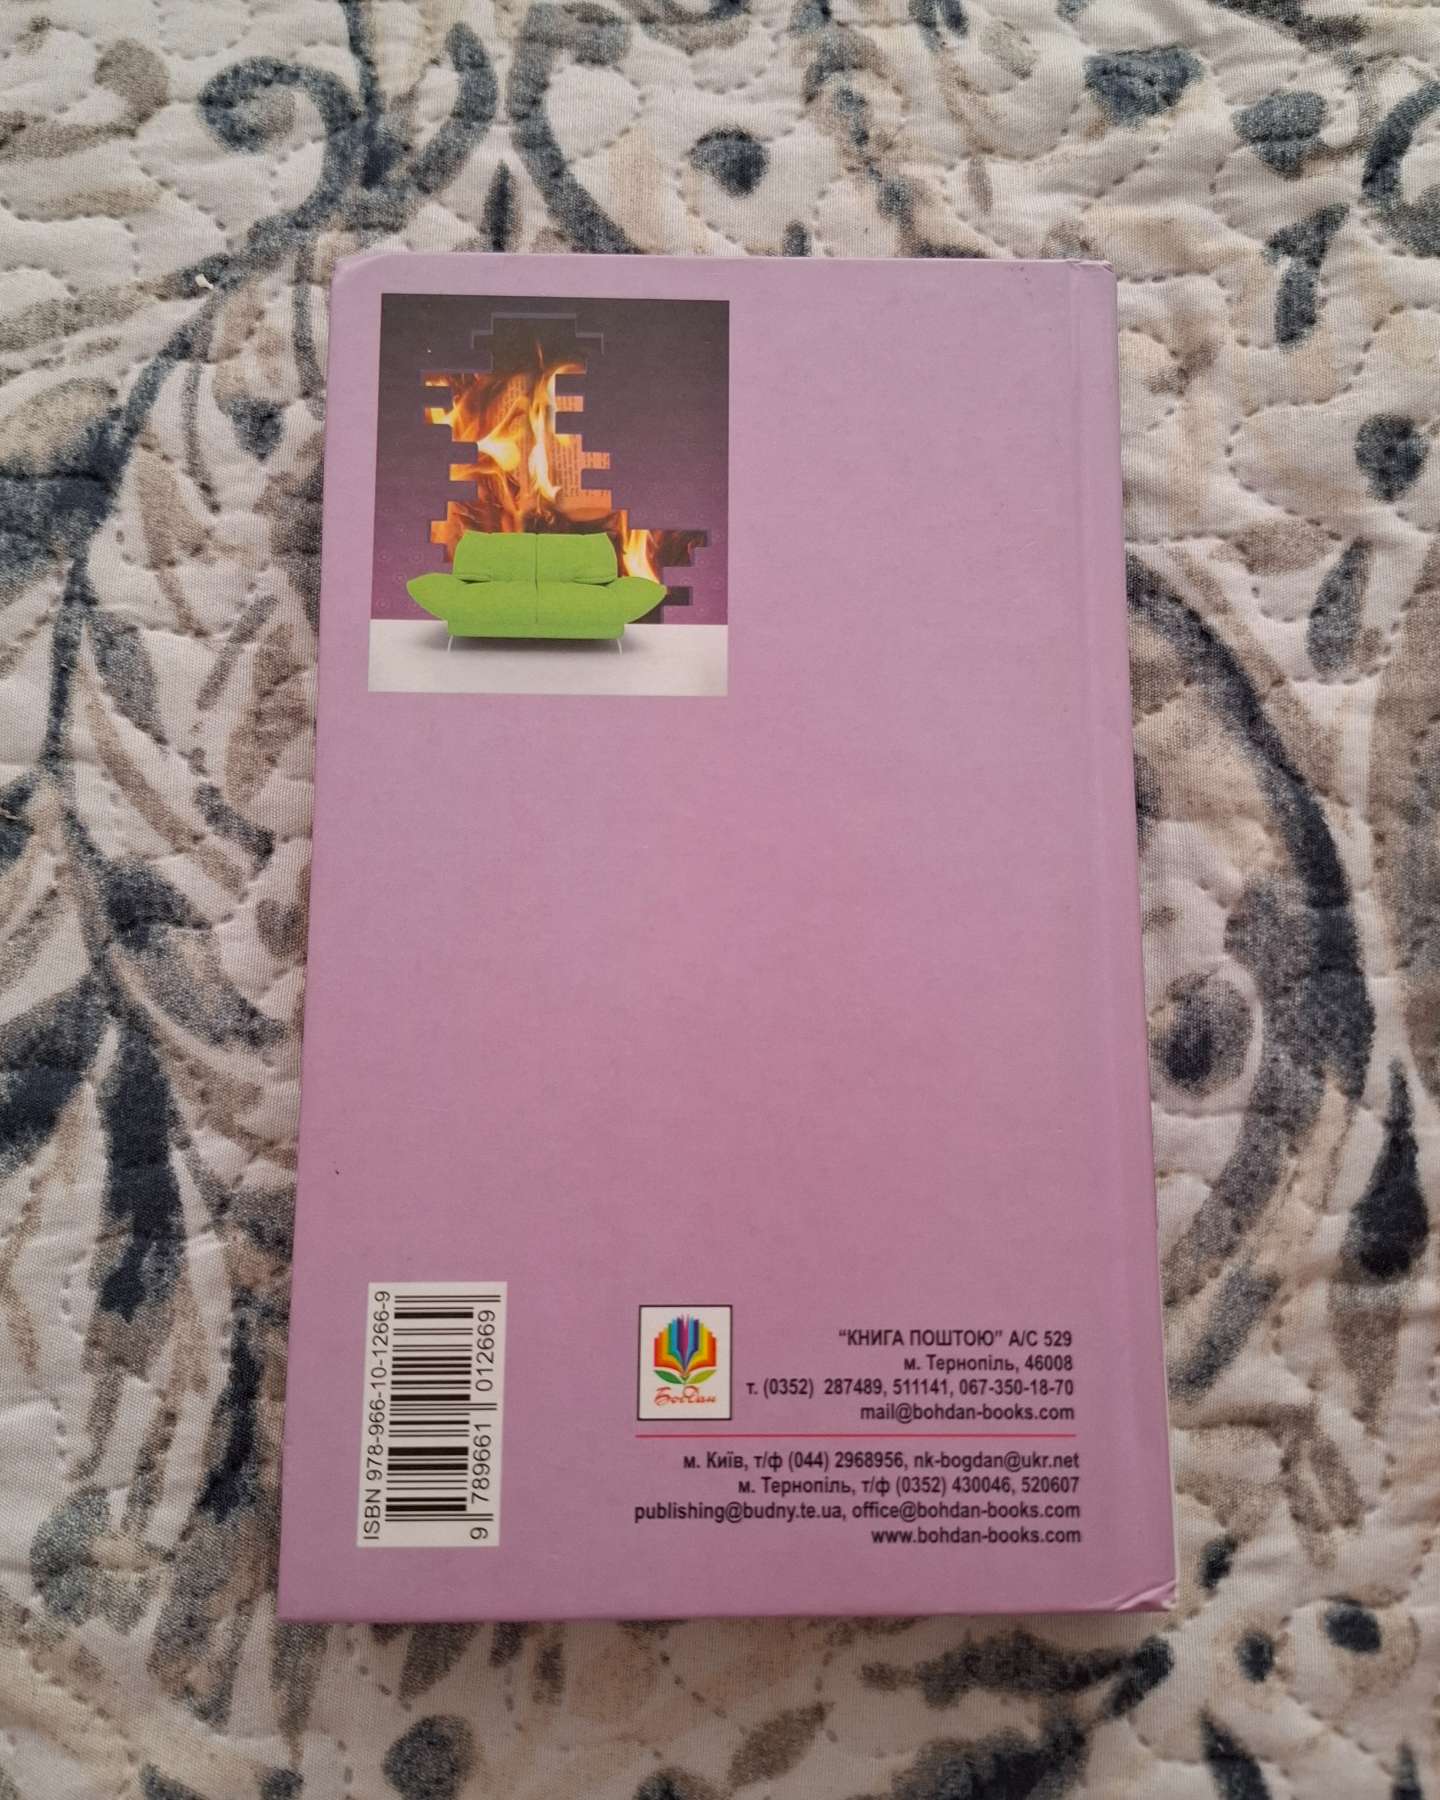 ISBN 978-966-10-1266-9
9 789661 012669
Богдан
“КНИГА ПОШТОЮ” А/С 529
м. Тернопіль, 46008
т. (0352) 287489, 511141, 067-350-18-70
mail@bohdan-books.com
м. Київ, т/ф (044) 2968956, nk-bogdan@ukr.net
м. Тернопіль, т/ф (0352) 430046, 520607
publishing@budny.te.ua, office@bohdan-books.com
www.bohdan-books.com